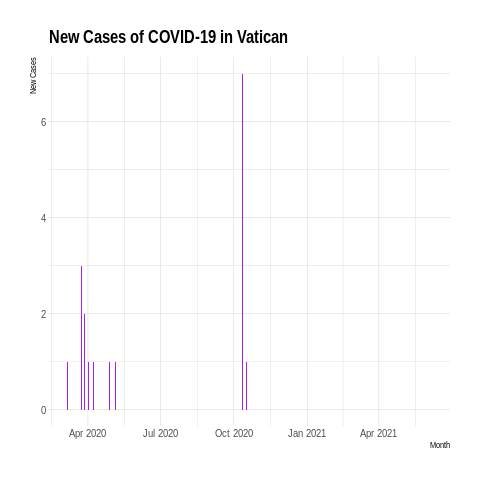 New Cases of COVID-19 in Vatican
New Cases
6
4
2
0
Apr 2020 Jul 2020 Oct 2020 Jan 2021 Apr 2021
Month